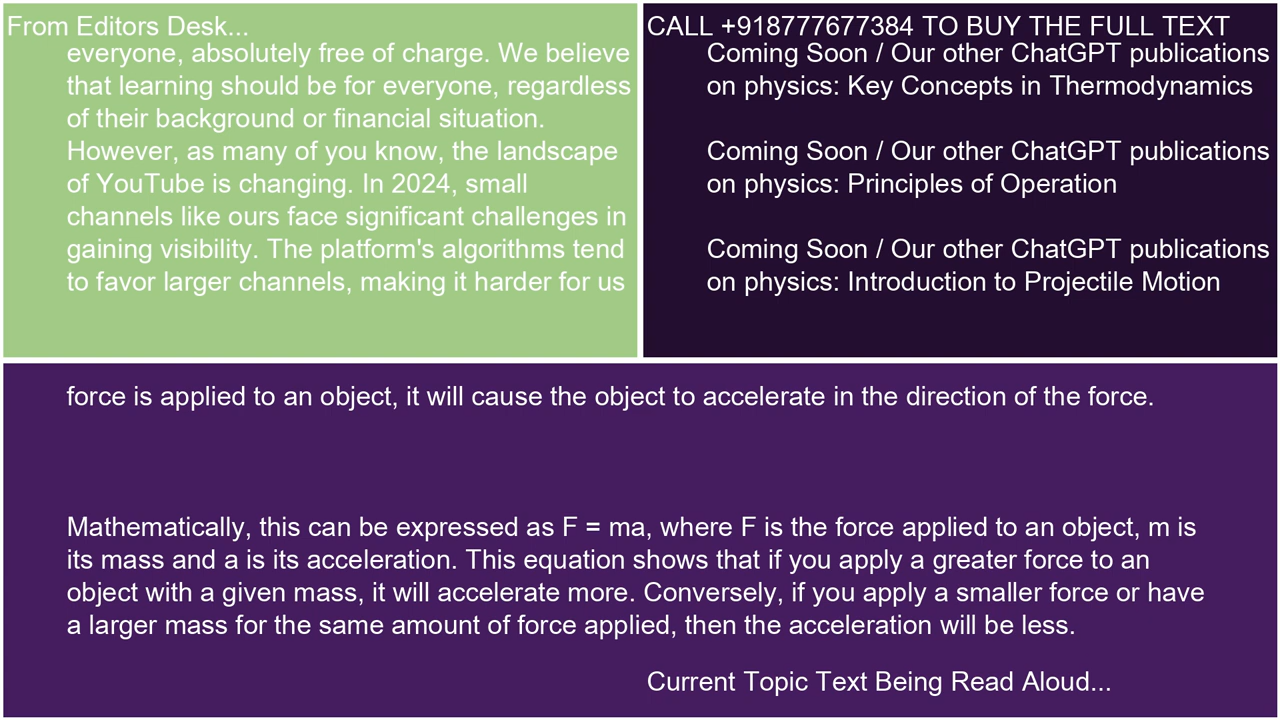 From Editors Desk...
everyone, absolutely free of charge. We believe
that learning should be for everyone, regardless
of their background or financial situation.
However, as many of you know, the landscape
of YouTube is changing. In 2024, small
channels like ours face significant challenges in
gaining visibility. The platform's algorithms tend
to favor larger channels, making it harder for us
CALL +918777677384 TO BUY THE FULL TEXT
Coming Soon / Our other ChatGPT publications
on physics: Key Concepts in Thermodynamics
Coming Soon / Our other ChatGPT publications
on physics: Principles of Operation
Coming Soon / Our other ChatGPT publications
on physics: Introduction to Projectile Motion
force is applied to an object, it will cause the object to accelerate in the direction of the force.
Mathematically, this can be expressed as F = ma, where F is the force applied to an object, m is
its mass and a is its acceleration. This equation shows that if you apply a greater force to an
object with a given mass, it will accelerate more. Conversely, if you apply a smaller force or have
a larger mass for the same amount of force applied, then the acceleration will be less.
Current Topic Text Being Read Aloud...